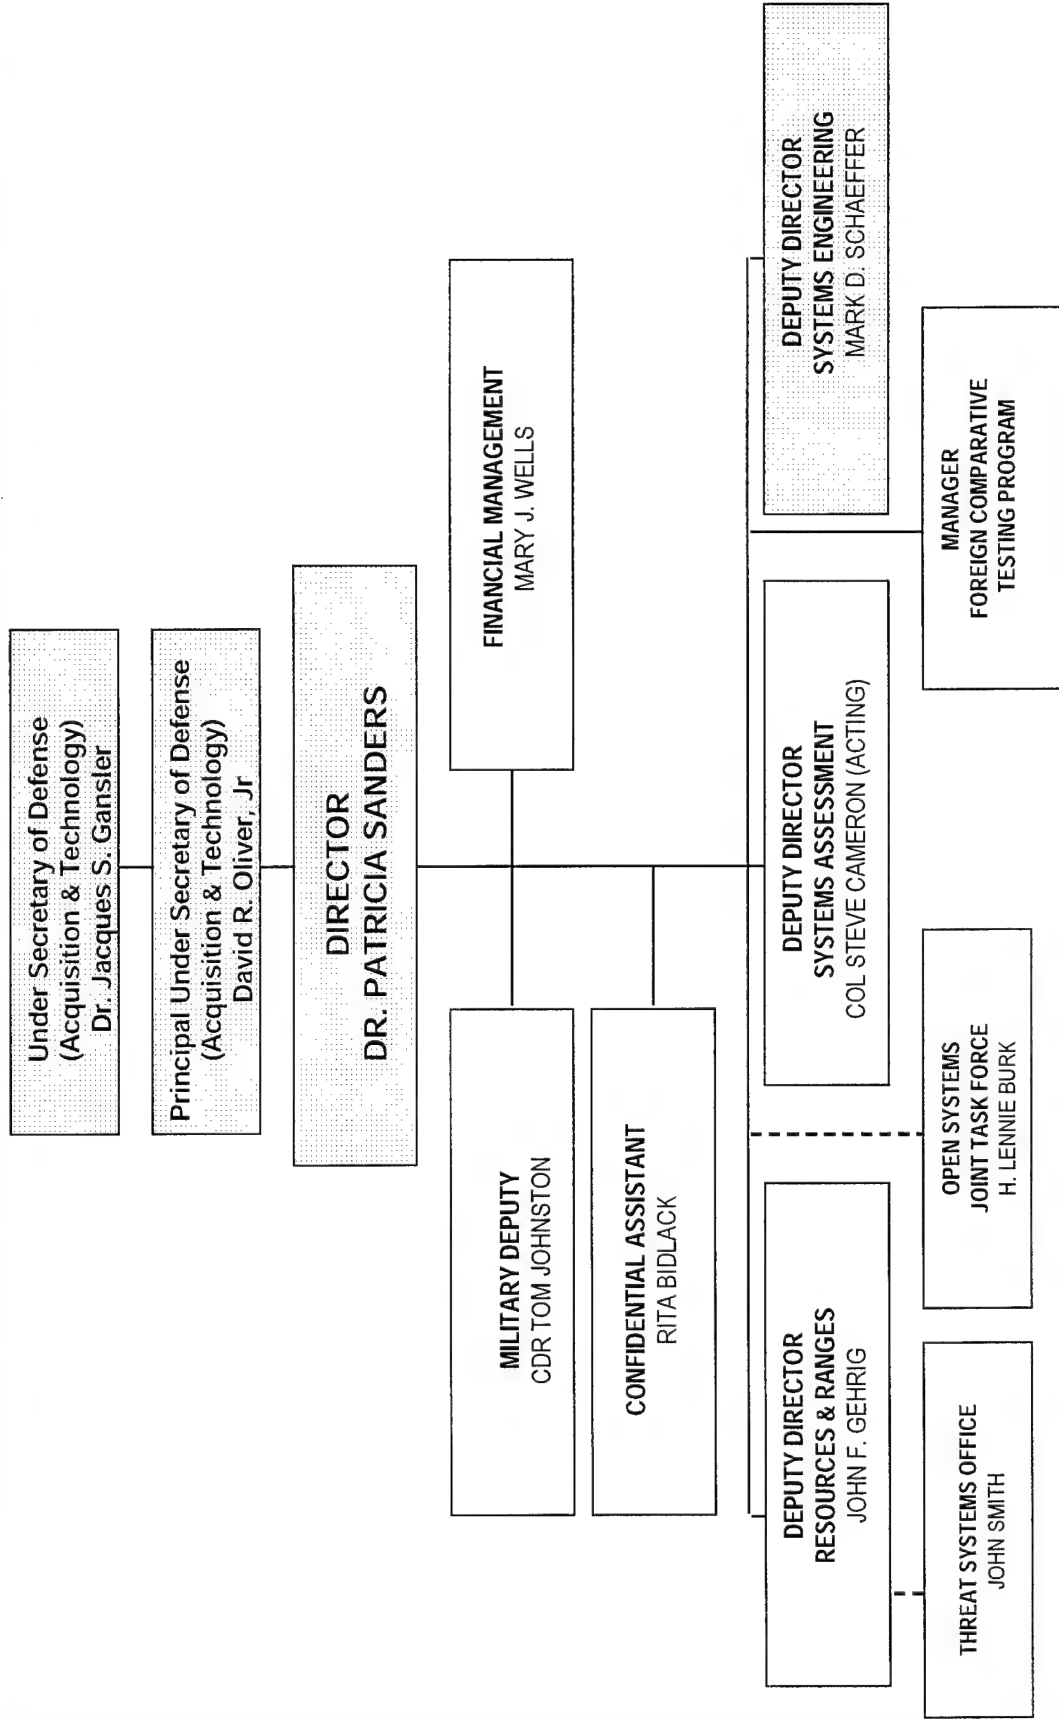 Under Secretary of Defense
(Acquisition & Technology)
Dr. Jacques S. Gansler
Principal Under Secretary of Defense
(Acquisition & Technology)
David R. Oliver, Jr
DIRECTOR
DR. PATRICIA SANDERS
MILITARY DEPUTY
CDR TOM JOHNSTON
FINANCIAL MANAGEMENT
MARY J. WELLS
CONFIDENTIAL ASSISTANT
RITA BIDLACK
DEPUTY DIRECTOR
RESOURCES & RANGES
JOHN F. GEHRIG
DEPUTY DIRECTOR
SYSTEMS ASSESSMENT
COL STEVE CAMERON (ACTING)
DEPUTY DIRECTOR
SYSTEMS ENGINEERING
MARK D. SCHAEFFER
THREAT SYSTEMS OFFICE
JOHN SMITH
OPEN SYSTEMS
JOINT TASK FORCE
H. LENNIE BURK
MANAGER
FOREIGN COMPARATIVE
TESTING PROGRAM